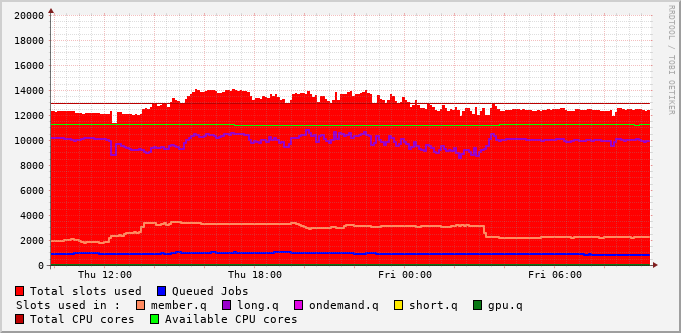 20000
18000
16000
14000
12000
10000
8000
6000
4000
2000
0
Thu 12:00 Thu 18:00 Fri 00:00 Fri 06:00
RRDTOOL / TOBI OETIKER
Total slots used Queued Jobs
Slots used in : member.q long.q ondemand.q short.q gpu.q
Total CPU cores Available CPU cores